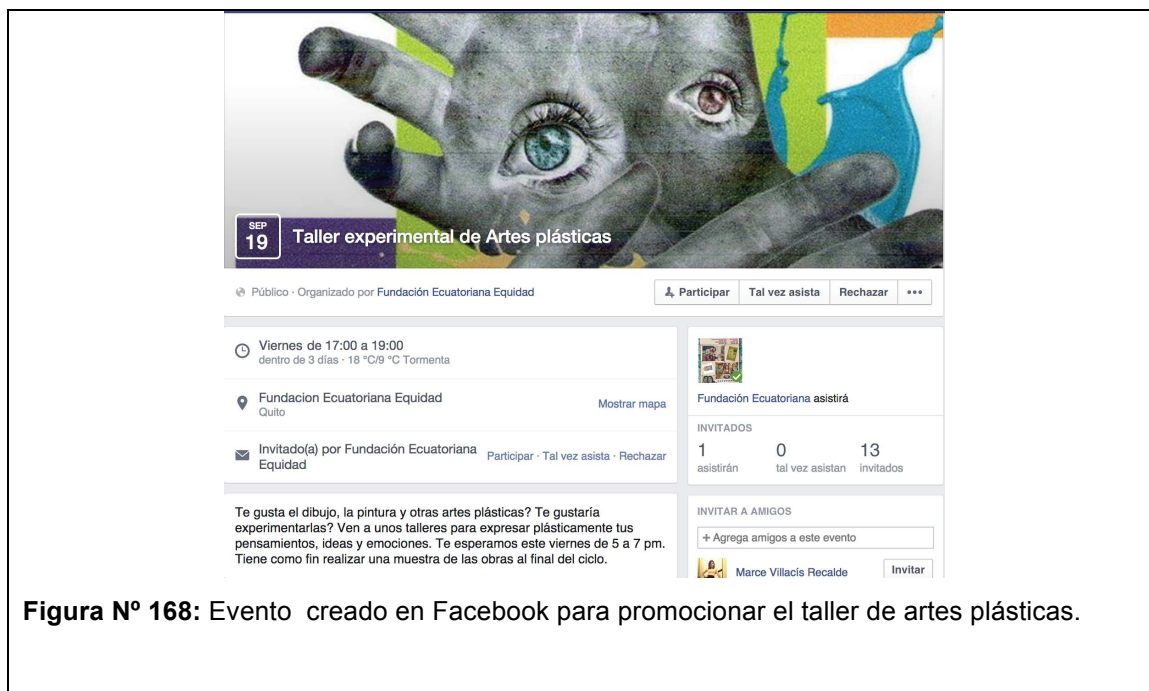 SEP
19
Taller experimental de Artes plásticas
Público · Organizado por Fundación Ecuatoriana Equidad
Participar
Tal vez asista
Rechazar
Viernes de 17:00 a 19:00
dentro de 3 días · 18 °C/9 °C Tormenta
Fundacion Ecuatoriana Equidad
Quito
Mostrar mapa
Invitado(a) por Fundación Ecuatoriana
Equidad
Participar · Tal vez asista · Rechazar
Te gusta el dibujo, la pintura y otras artes plásticas? Te gustaría
experimentarlas? Ven a unos talleres para expresar plásticamente tus
pensamientos, ideas y emociones. Te esperamos este viernes de 5 a 7 pm.
Tiene como fin realizar una muestra de las obras al final del ciclo.
Fundación Ecuatoriana asistirá
INVITADOS
1 0 13
asistirán tal vez asistan invitados
INVITAR A AMIGOS
+ Agrega amigos a este evento
Marce Villacís Recalde
Invitar
Figura Nº 168: Evento creado en Facebook para promocionar el taller de artes plásticas.